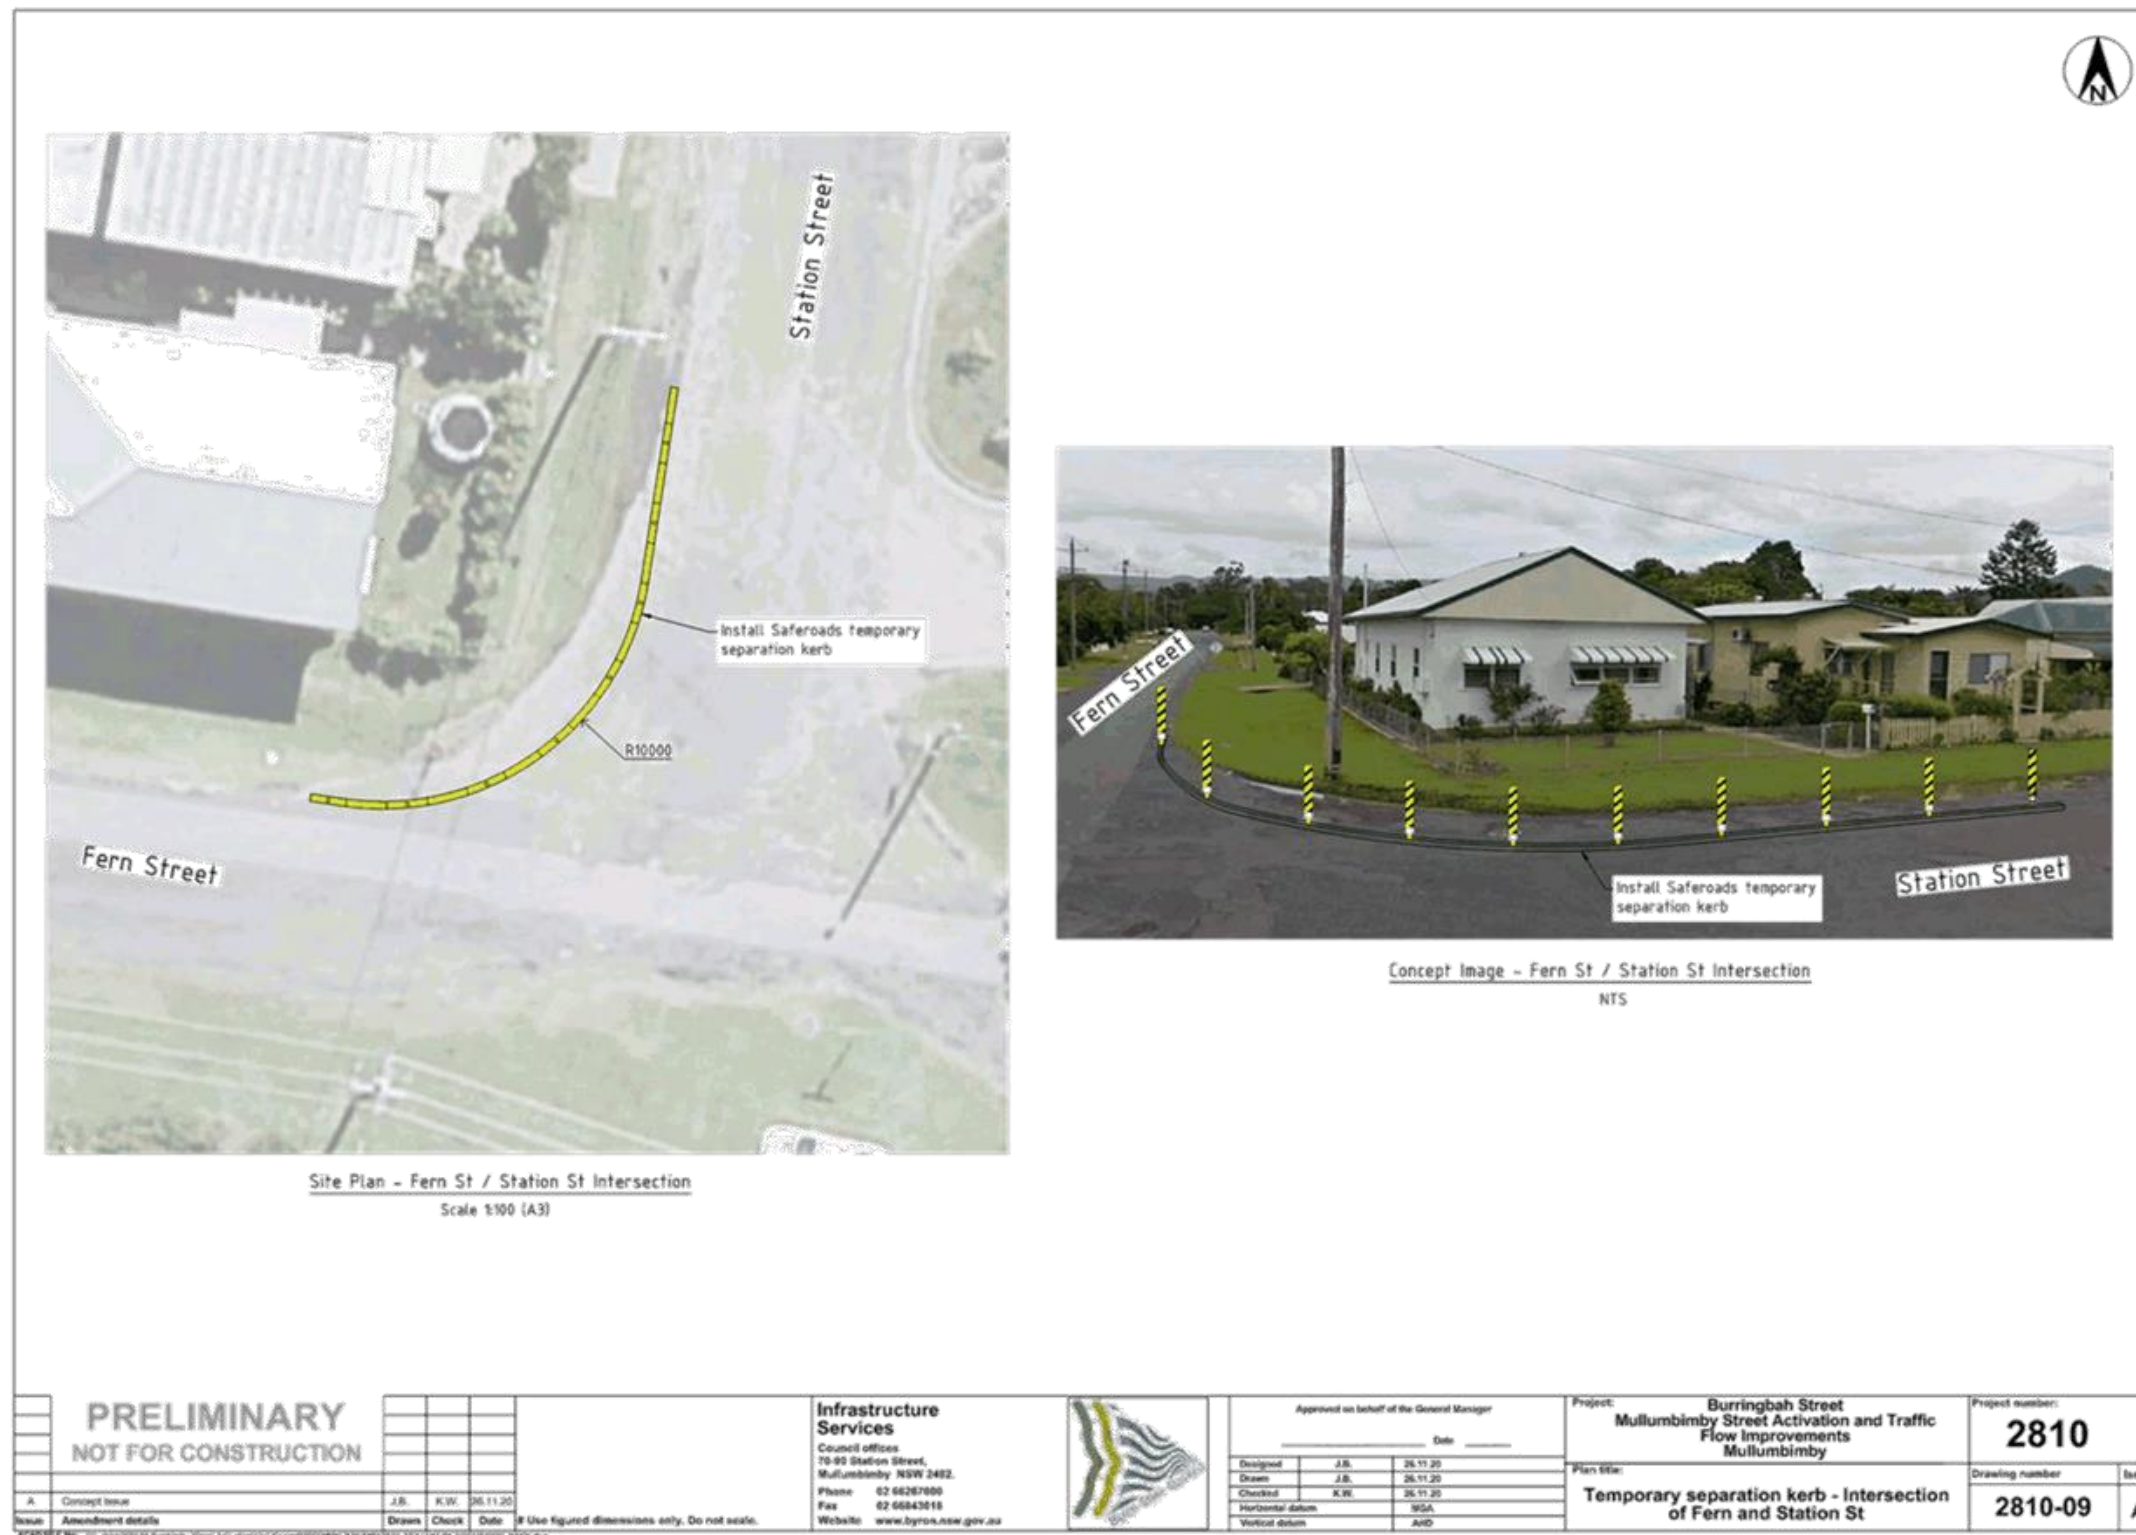 N
Station Street
Install Saferoads temporary
separation kerb
R10000
Fern Street
Site Plan - Fern St / Station St Intersection
Scale 1:100 (A3)
Fern Street
Install Saferoads temporary
separation kerb
Station Street
Concept Image - Fern St / Station St Intersection
NTS
PRELIMINARY
NOT FOR CONSTRUCTION
A Concept Issue J.B. K.W. 26.11.20
Issue Amendment details Drawn Check Date
# Use figured dimensions only. Do not scale.
Infrastructure
Services
Council offices
70-90 Station Street,
Mullumbimby NSW 2482.
Phone 02 66267000
Fax 02 66843018
Website www.byron.nsw.gov.au
Approved on behalf of the General Manager
Date
Designed J.B. 26.11.20
Drawn J.B. 26.11.20
Checked K.W. 26.11.20
Horizontal datum MGA
Vertical datum AHD
Project:
Burringbah Street
Mullumbimby Street Activation and Traffic
Flow Improvements
Mullumbimby
Plan title:
Temporary separation kerb - Intersection
of Fern and Station St
Project number:
2810
Drawing number
2810-09